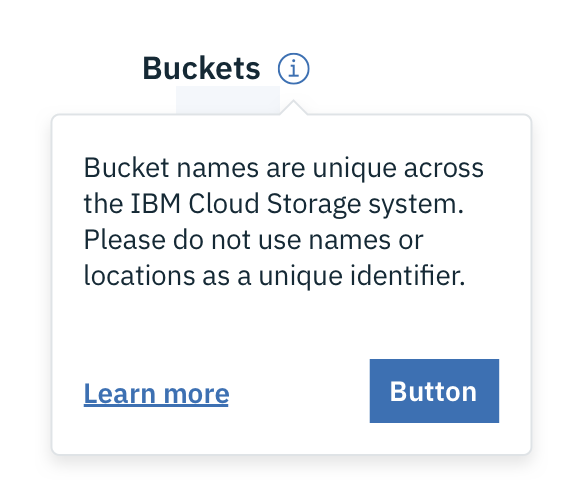 Buckets
Bucket names are unique across
the IBM Cloud Storage system.
Please do not use names or
locations as a unique identifier.
Learn more
Button